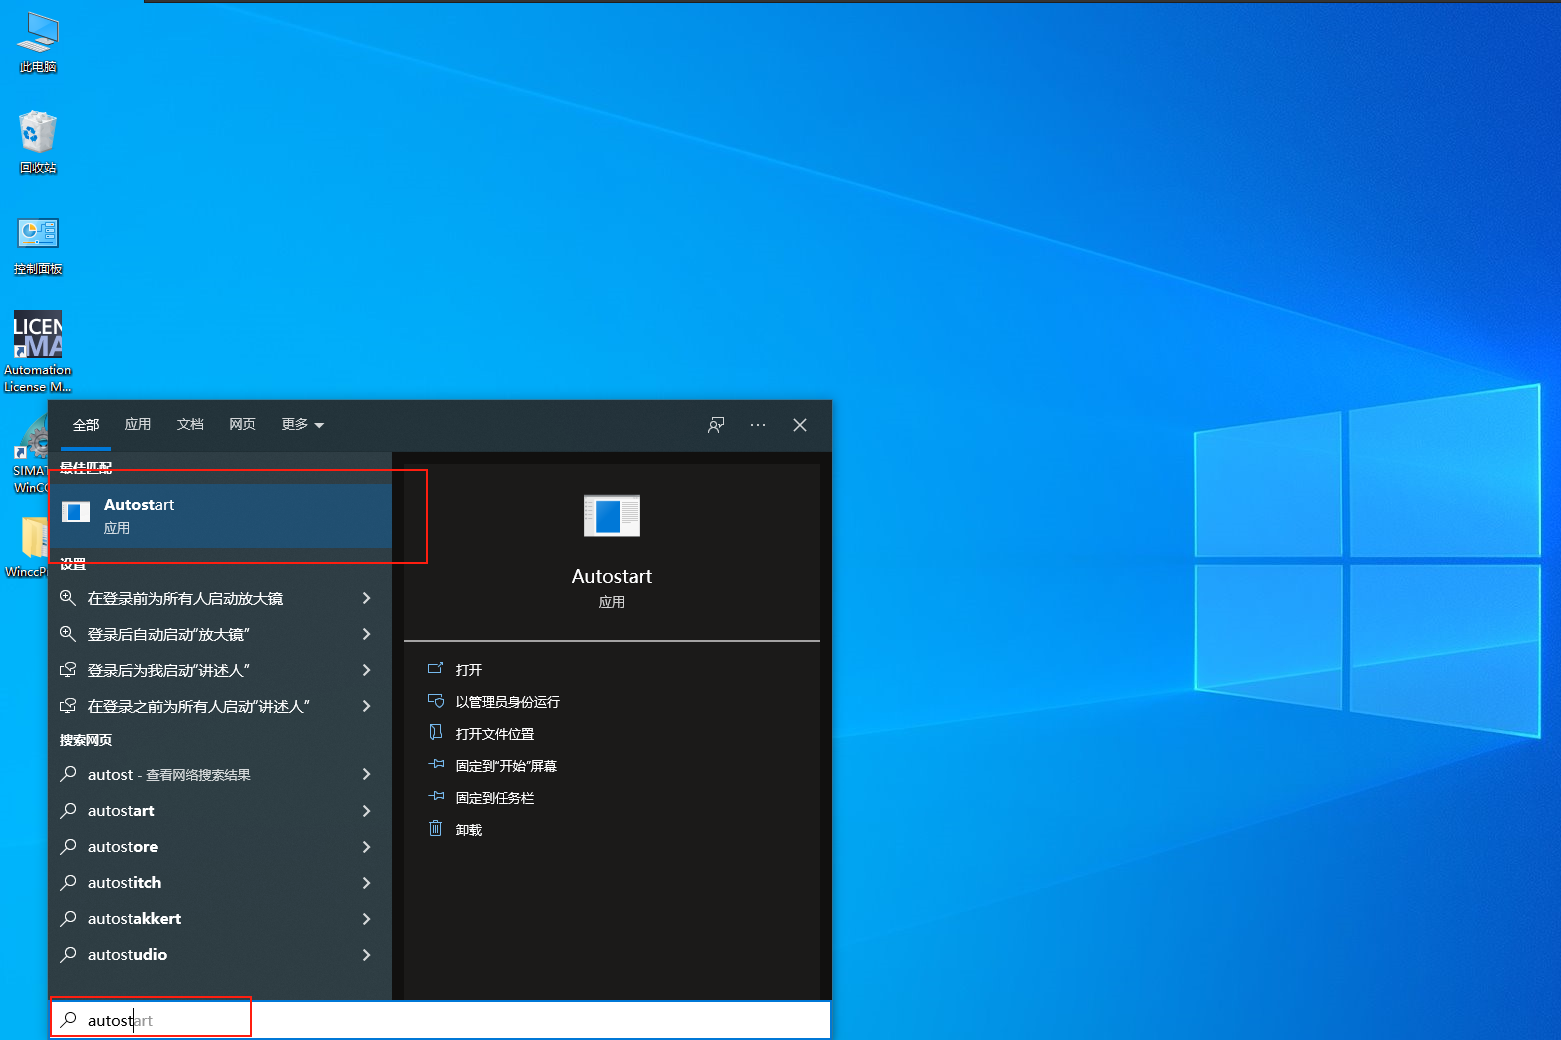 此电脑
回收站
控制面板
LICEN
MA
Automation
License M...
SIMAT
WinC
WinccP
全部
应用
文档
网页
更多
最佳匹配
Autostart
应用
设置
在登录前为所有人启动放大镜
登录后自动启动“放大镜”
登录后为我启动“讲述人”
在登录之前为所有人启动“讲述人”
搜索网页
autost - 查看网络搜索结果
autostart
autostore
autostitch
autostakkert
autostudio
Autostart
应用
打开
以管理员身份运行
打开文件位置
固定到“开始”屏幕
固定到任务栏
卸载
autostart